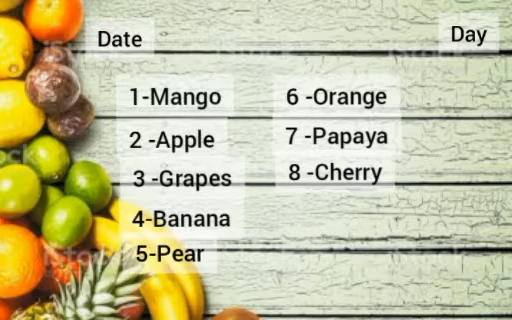 Date
Day
1-Mango
2 -Apple
3 -Grapes
4-Banana
5-Pear
6 -Orange
7 -Papaya
8 -Cherry